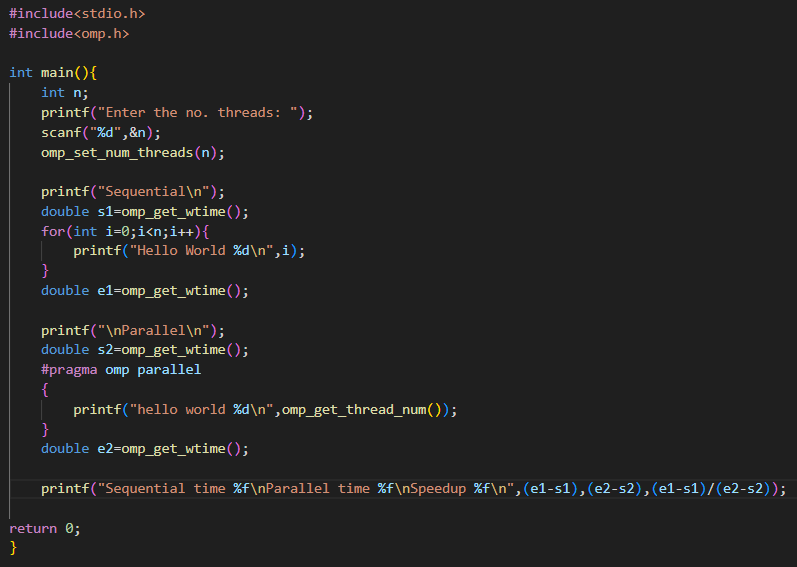 #include<stdio.h>
#include<omp.h>
int main(){
int n;
printf("Enter the no. threads: ");
scanf("%d",&n);
omp_set_num_threads(n);
printf("Sequential\n");
double s1=omp_get_wtime();
for(int i=0;i<n;i++){
printf("Hello World %d\n",i);
}
double e1=omp_get_wtime();
printf("\nParallel\n");
double s2=omp_get_wtime();
#pragma omp parallel
{
printf("hello world %d\n",omp_get_thread_num());
}
double e2=omp_get_wtime();
printf("Sequential time %f\nParallel time %f\nSpeedup %f\n",(e1-s1),(e2-s2),(e1-s1)/(e2-s2));
return 0;
}